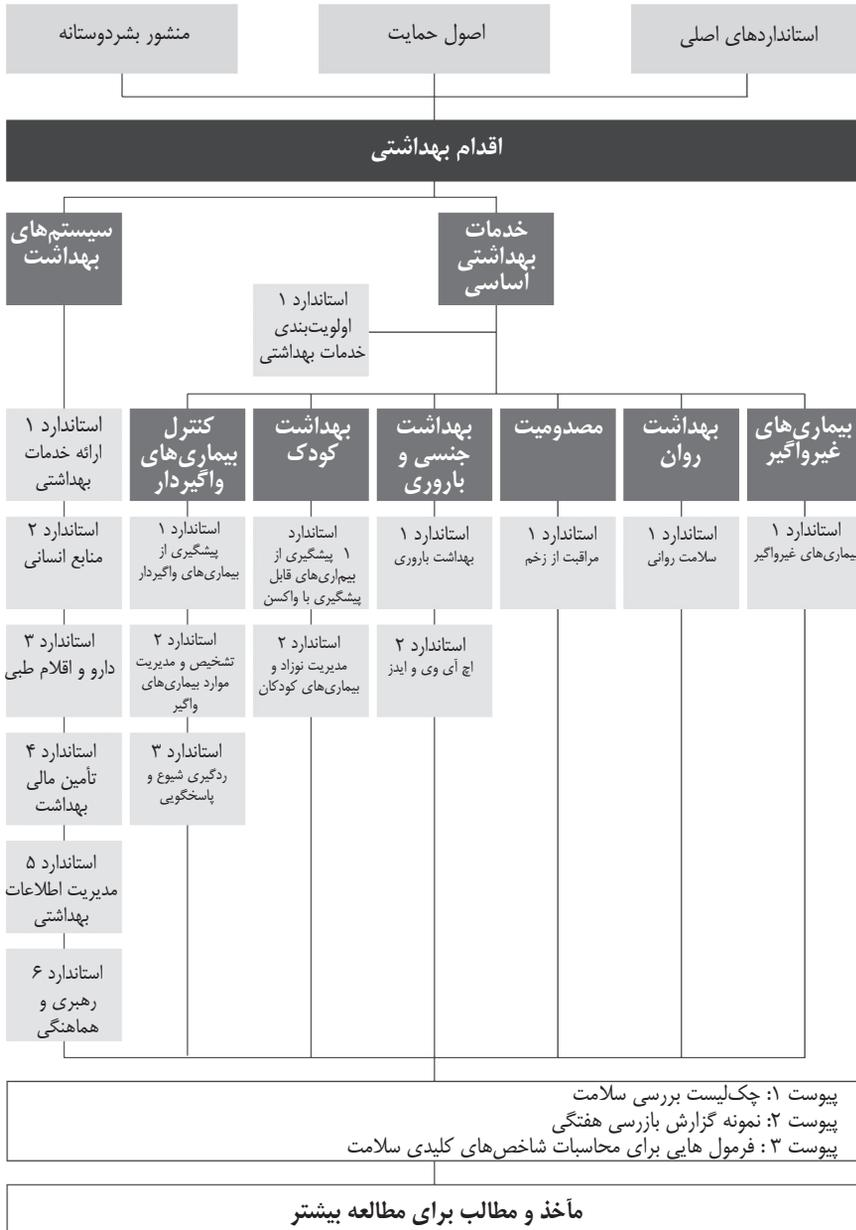 استانداردهای اصلی
اصول حمایت
منشور بشردوستانه
اقدام بهداشتی
خدمات
بهداشتی
اساسی
سیستم‌های
بهداشت
استاندارد ۱
اولویت‌بندی
خدمات بهداشتی
بیماری‌های
غیرواگیر
استاندارد ۱
بیماری‌های غیرواگیر
بهداشت
روان
استاندارد ۱
سلامت روانی
مصدومیت
استاندارد ۱
مراقبت از زخم
بهداشت
جنسی و
باروری
استاندارد ۱
بهداشت باروری
استاندارد ۲
اچ آی وی و ایدز
بهداشت
کودک
استاندارد
۱ پیشگیری از
بیماری‌های قابل
پیشگیری با واکسن
استاندارد ۲
مدیریت نوزاد و
بیماری‌های کودکان
کنترل
بیماری‌های
واگیردار
استاندارد ۱
پیشگیری از
بیماری‌های واگیردار
استاندارد ۲
تشخیص و مدیریت
موارد بیماری‌های
واگیر
استاندارد ۳
ردگیری شیوع و
پاسخگویی
استاندارد ۱
ارائه خدمات
بهداشتی
استاندارد ۲
منابع انسانی
استاندارد ۳
دارو و اقلام طبی
استاندارد ۴
تأمین مالی
بهداشت
استاندارد ۵
مدیریت اطلاعات
بهداشتی
استاندارد ۶
رهبری و
هماهنگی
پیوست ۱: چک‌لیست بررسی سلامت
پیوست ۲: نمونه گزارش بازرسی هفتگی
پیوست ۳ : فرمول هایی برای محاسبات شاخص‌های کلیدی سلامت
مآخذ و مطالب برای مطالعه بیشتر